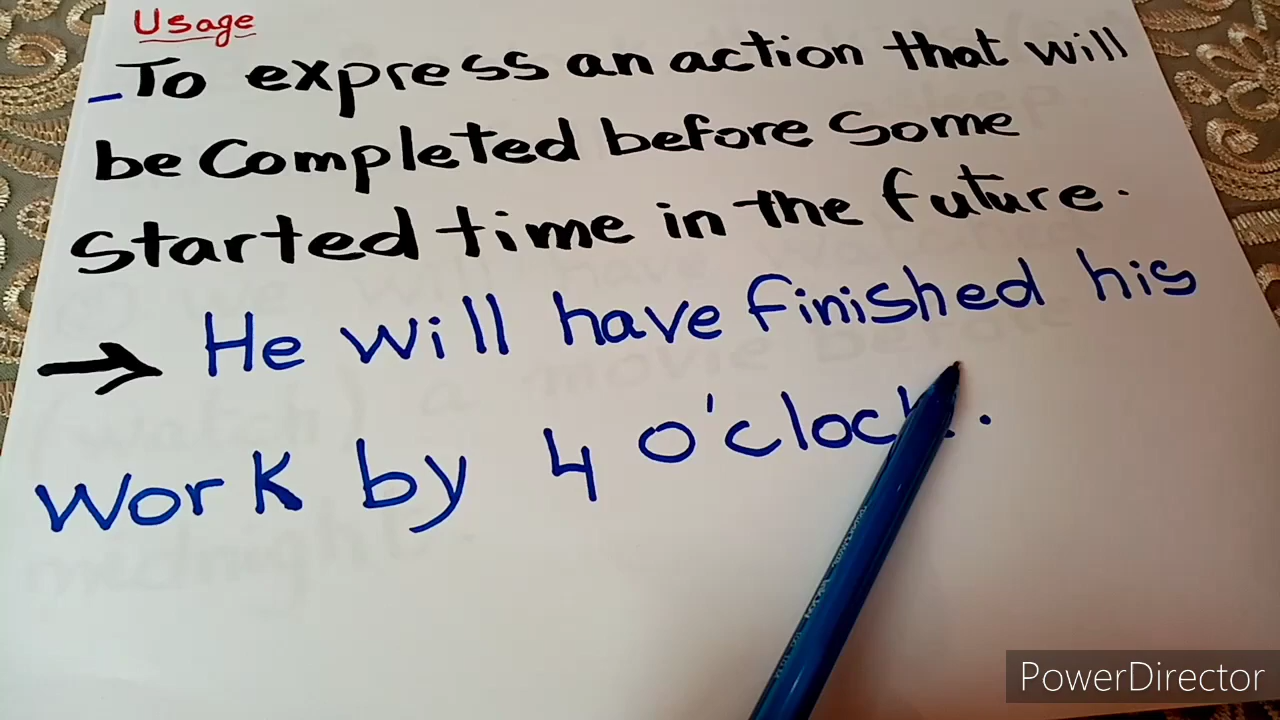 Usage
_To express an action that will
be completed before some
started time in the future.
→ He will have finished his
work by 4 o'clock.
PowerDirector